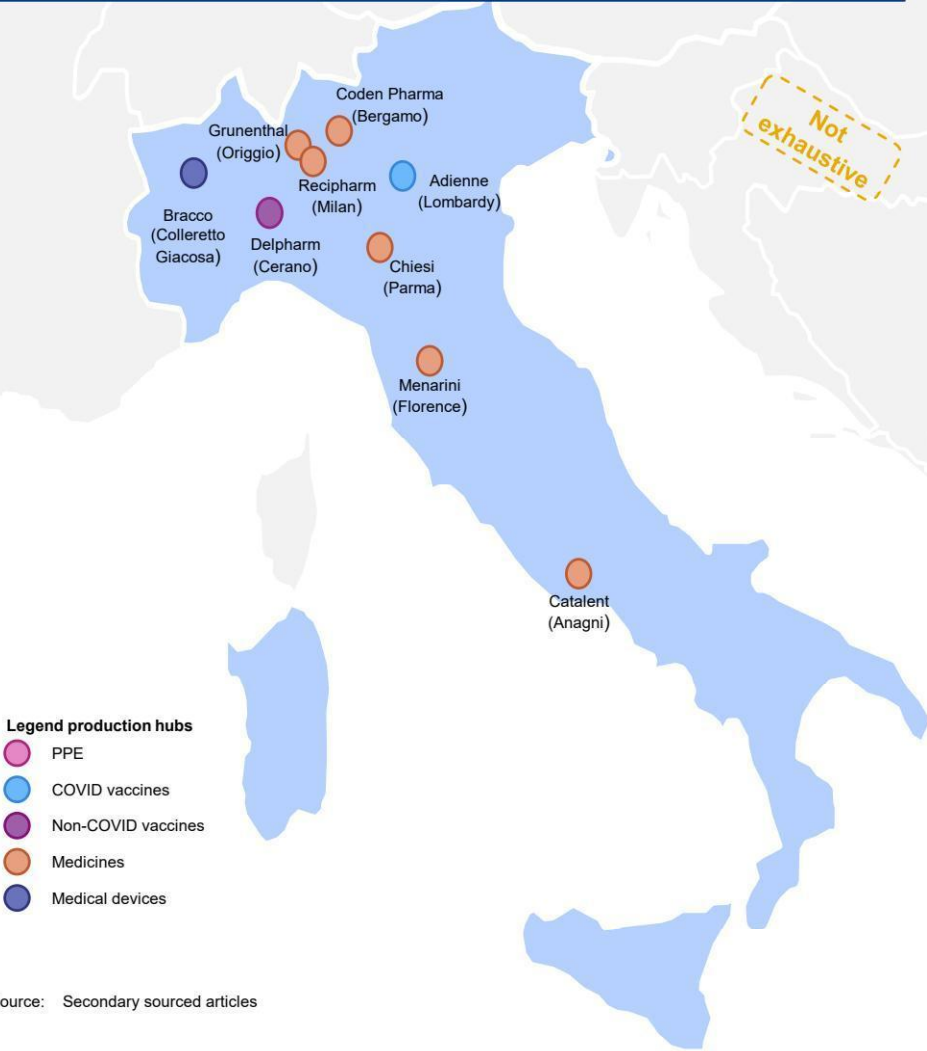 Not
exhaustive
Coden Pharma
(Bergamo)
Grunenthal
(Origgio)
Recipharm
(Milan)
Adienne
(Lombardy)
Bracco
(Colleretto
Giacosa)
Delpharm
(Cerano)
Chiesi
(Parma)
Menarini
(Florence)
Catalent
(Anagni)
Legend production hubs
PPE
COVID vaccines
Non-COVID vaccines
Medicines
Medical devices
ource: Secondary sourced articles